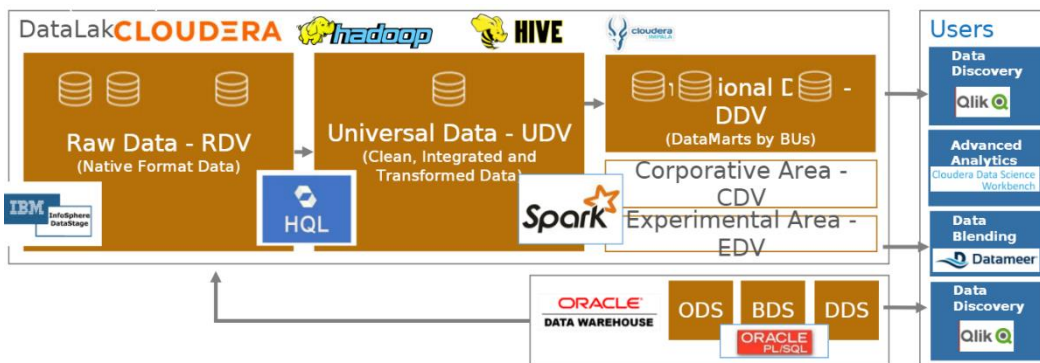 DataLak
CLOUDERA
hadoop
HIVE
cloudera
IMPALA
Raw Data - RDV
(Native Format Data)
IBM
InfoSphere
DataStage
HQL
Universal Data - UDV
(Clean, Integrated and
Transformed Data)
Spark
ional D -
DDV
(DataMarts by BUs)
Corporative Area -
CDV
Experimental Area -
EDV
ORACLE
DATA WAREHOUSE
ODS
BDS
DDS
ORACLE
PL/SQL
Users
Data
Discovery
Qlik
Advanced
Analytics
Cloudera Data Science
Workbench
Data
Blending
Datameer
Data
Discovery
Qlik